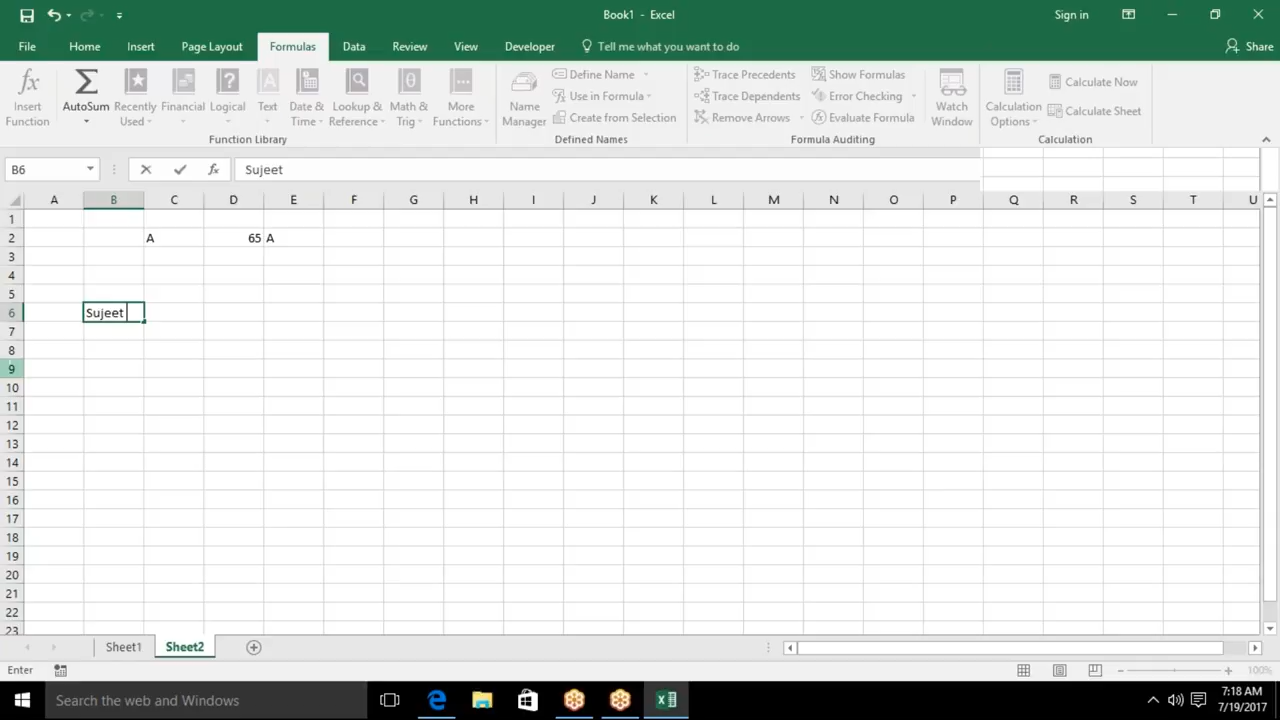 Book1 - Excel
Sign in
File Home Insert Page Layout Formulas Data Review View Developer Tell me what you want to do Share
fx Insert Function
Σ AutoSum
Recently Used
Financial
Logical
Text
Date & Time
Lookup & Reference
Math & Trig
More Functions
Function Library
Name Manager
Define Name
Use in Formula
Create from Selection
Defined Names
Trace Precedents
Trace Dependents
Remove Arrows
Show Formulas
Error Checking
Evaluate Formula
Formula Auditing
Watch Window
Calculation Options
Calculate Now
Calculate Sheet
Calculation
B6 fx Sujeet
A B C D E F G H I J K L M N O P Q R S T U
1
2 A 65 A
3
4
5
6 Sujeet
7
8
9
10
11
12
13
14
15
16
17
18
19
20
21
22
23
Sheet1 Sheet2
Enter 100%
Search the web and Windows
7:18 AM
7/19/2017